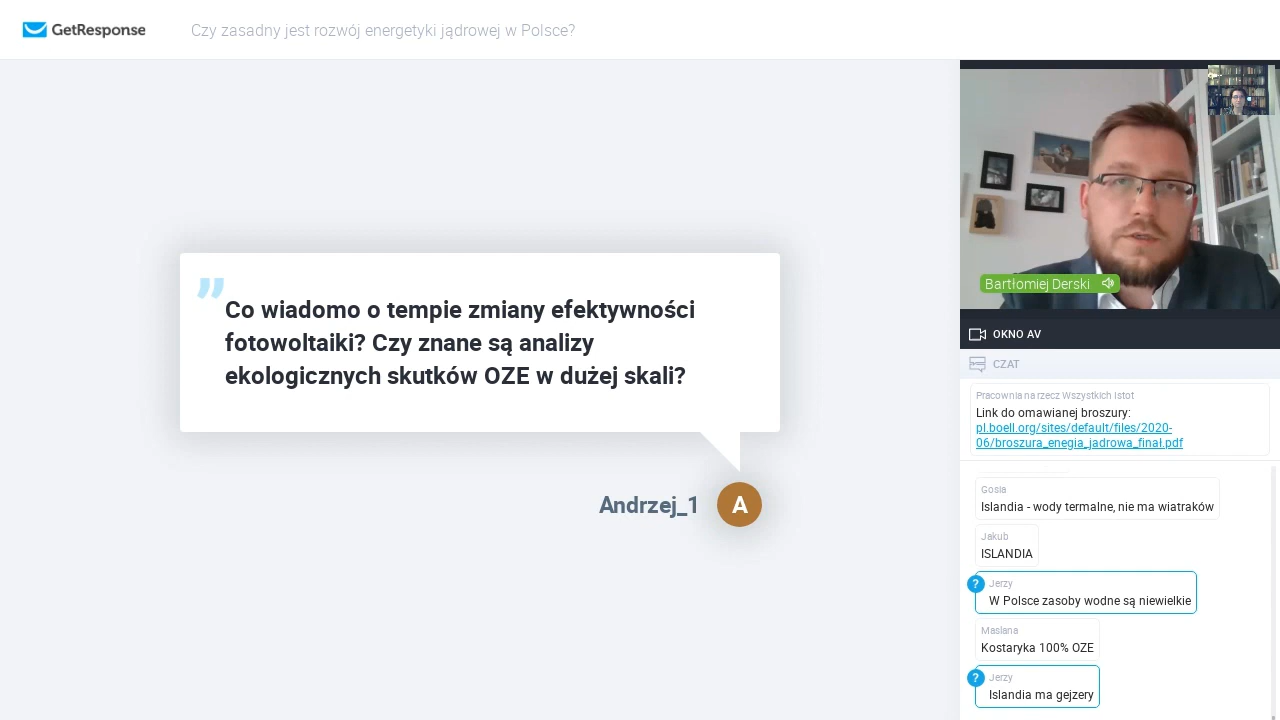 GetResponse
Czy zasadny jest rozwój energetyki jądrowej w Polsce?
Co wiadomo o tempie zmiany efektywności
fotowoltaiki? Czy znane są analizy
ekologicznych skutków OZE w dużej skali?
Andrzej_1
A
Bartłomiej Derski
OKNO AV
CZAT
Pracownia na rzecz Wszystkich Istot
Link do omawianej broszury:
pl.boell.org/sites/default/files/2020-
06/broszura_enegia_jadrowa_finał.pdf
Gosia
Islandia - wody termalne, nie ma wiatraków
Jakub
ISLANDIA
?
Jerzy
W Polsce zasoby wodne są niewielkie
Maslana
Kostaryka 100% OZE
?
Jerzy
Islandia ma gejzery